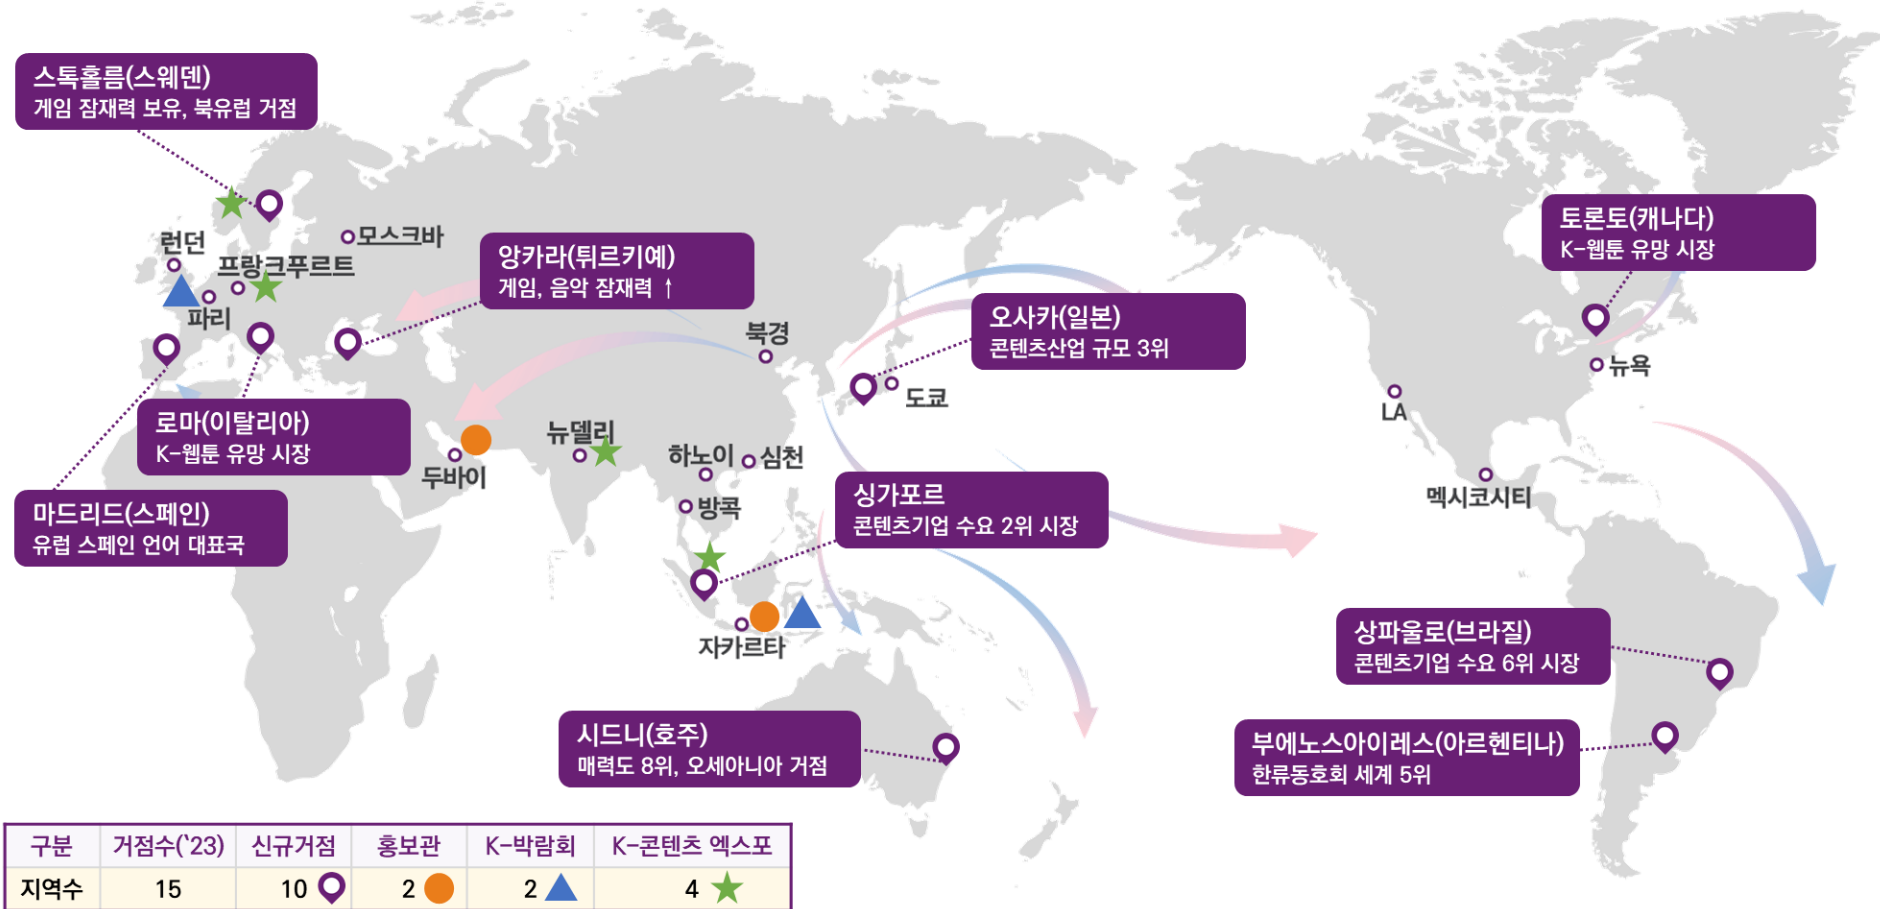 스톡홀름(스웨덴)
게임 잠재력 보유, 북유럽 거점
런던
모스크바
프랑크푸르트
파리
앙카라(튀르키예)
게임, 음악 잠재력 ↑
북경
오사카(일본)
콘텐츠산업 규모 3위
도쿄
토론토(캐나다)
K-웹툰 유망 시장
뉴욕
LA
멕시코시티
로마(이탈리아)
K-웹툰 유망 시장
마드리드(스페인)
유럽 스페인 언어 대표국
두바이
뉴델리
하노이
심천
방콕
싱가포르
콘텐츠기업 수요 2위 시장
자카르타
상파울로(브라질)
콘텐츠기업 수요 6위 시장
시드니(호주)
매력도 8위, 오세아니아 거점
부에노스아이레스(아르헨티나)
한류동호회 세계 5위
구분 거점수(‘23) 신규거점 홍보관 K-박람회 K-콘텐츠 엑스포
지역수 15 10 2 2 4